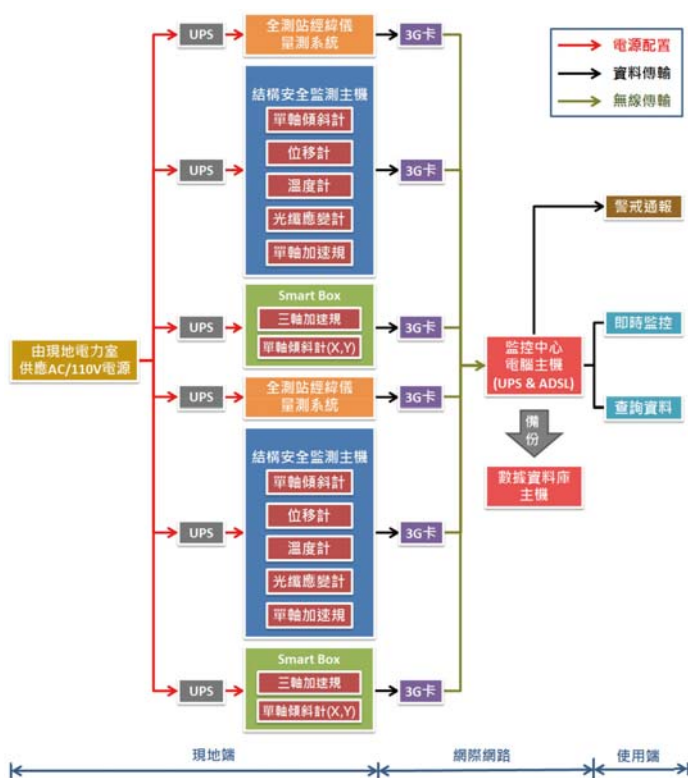 UPS
全測站經緯儀
量測系統
3G卡
電源配置
資料傳輸
無線傳輸
結構安全監測主機
單軸傾斜計
位移計
UPS
溫度計
3G卡
光纖應變計
單軸加速規
警戒通報
Smart Box
UPS
三軸加速規
單軸傾斜計(X,Y)
3G卡
即時監控
由現地電力室
供應AC/110V電源
監控中心
電腦主機
(UPS & ADSL)
UPS
全測站經緯儀
量測系統
3G卡
查詢資料
備份
結構安全監測主機
單軸傾斜計
數據資料庫
主機
位移計
UPS
溫度計
3G卡
光纖應變計
單軸加速規
Smart Box
UPS
三軸加速規
單軸傾斜計(X,Y)
3G卡
現地端
網際網路
使用端